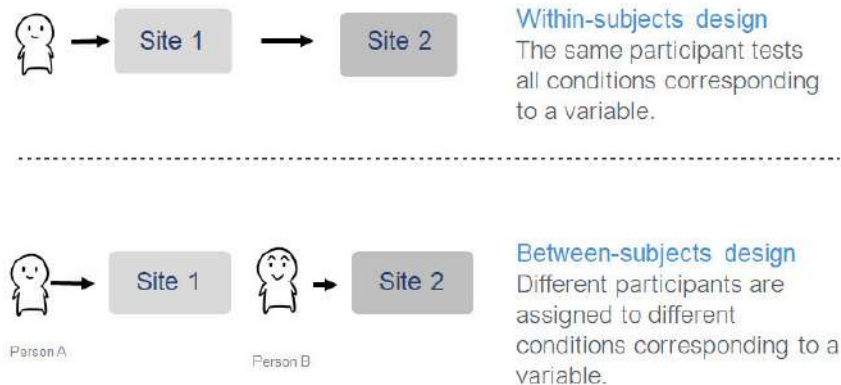 Site 1
Site 2
Within-subjects design
The same participant tests
all conditions corresponding
to a variable.
Site 1
Site 2
Person A
Person B
Between-subjects design
Different participants are
assigned to different
conditions corresponding to a
variable.